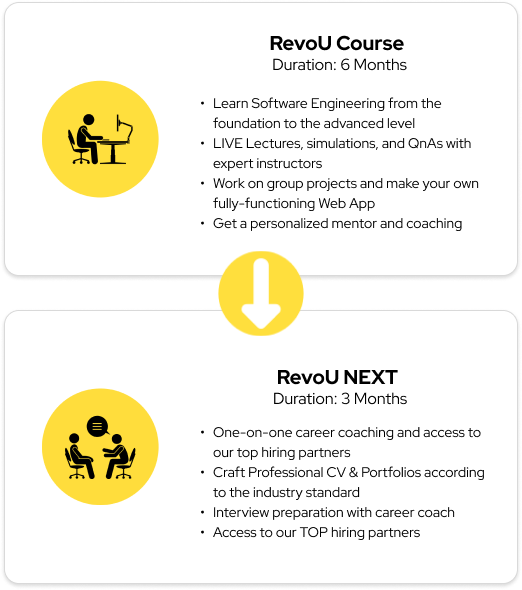 RevoU Course
Duration: 6 Months
• Learn Software Engineering from the
foundation to the advanced level
• LIVE Lectures, simulations, and QnAs with
expert instructors
• Work on group projects and make your own
fully-functioning Web App
• Get a personalized mentor and coaching
RevoU NEXT
Duration: 3 Months
• One-on-one career coaching and access to
our top hiring partners
• Craft Professional CV & Portfolios according
to the industry standard
• Interview preparation with career coach
• Access to our TOP hiring partners